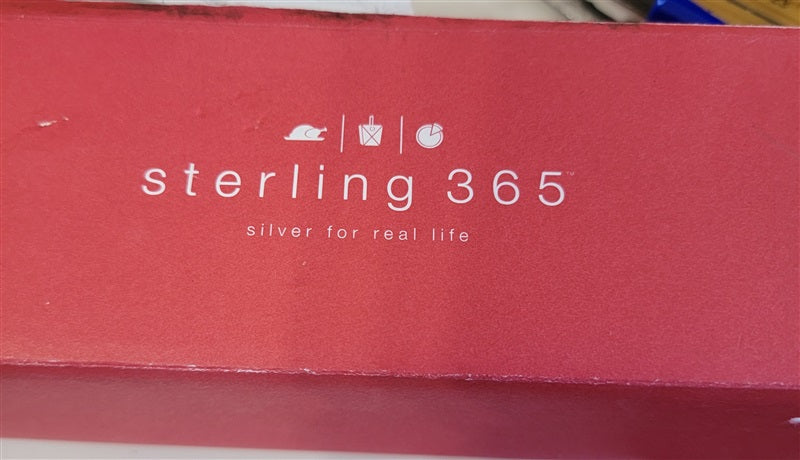 sterling 365™
silver for real life